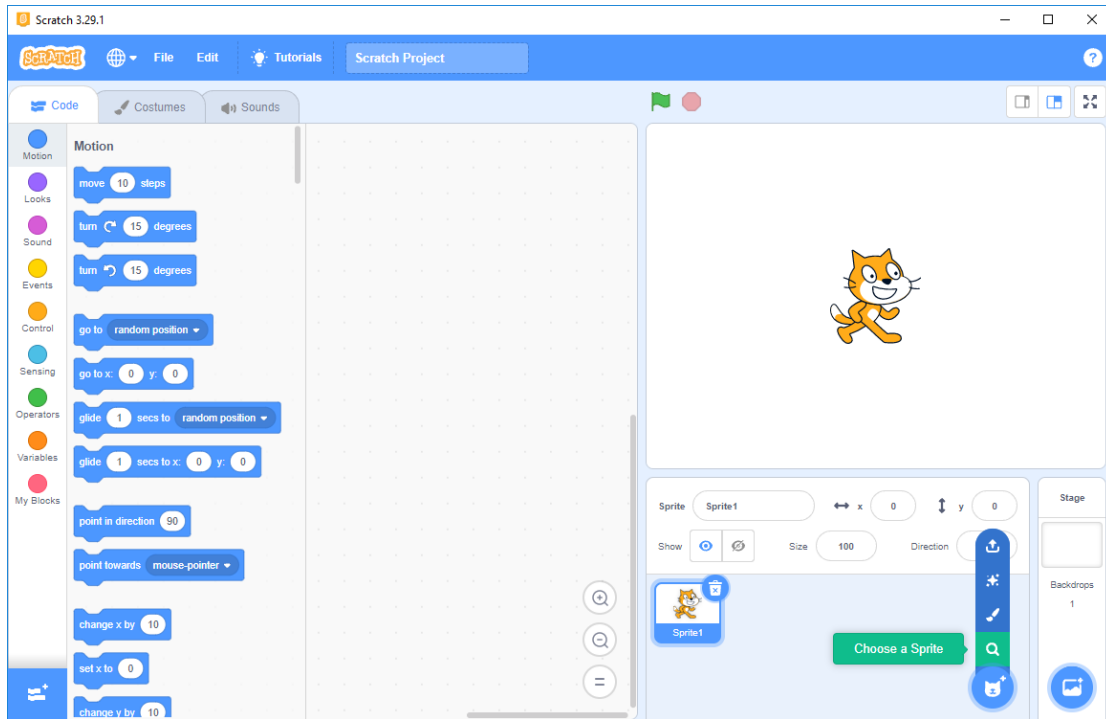 Scratch 3.29.1
SCRATCH
File
Edit
Tutorials
Scratch Project
?
Code
Costumes
Sounds
Motion
Looks
Sound
Events
Control
Sensing
Operators
Variables
My Blocks
Motion
move 10 steps
turn 15 degrees
turn 15 degrees
go to random position
go to x: 0 y: 0
glide 1 secs to random position
glide 1 secs to x: 0 y: 0
point in direction 90
point towards mouse-pointer
change x by 10
set x to 0
change y by 10
Sprite Sprite1 x 0 y 0
Show Size 100 Direction
Sprite1
Choose a Sprite
Stage
Backdrops
1